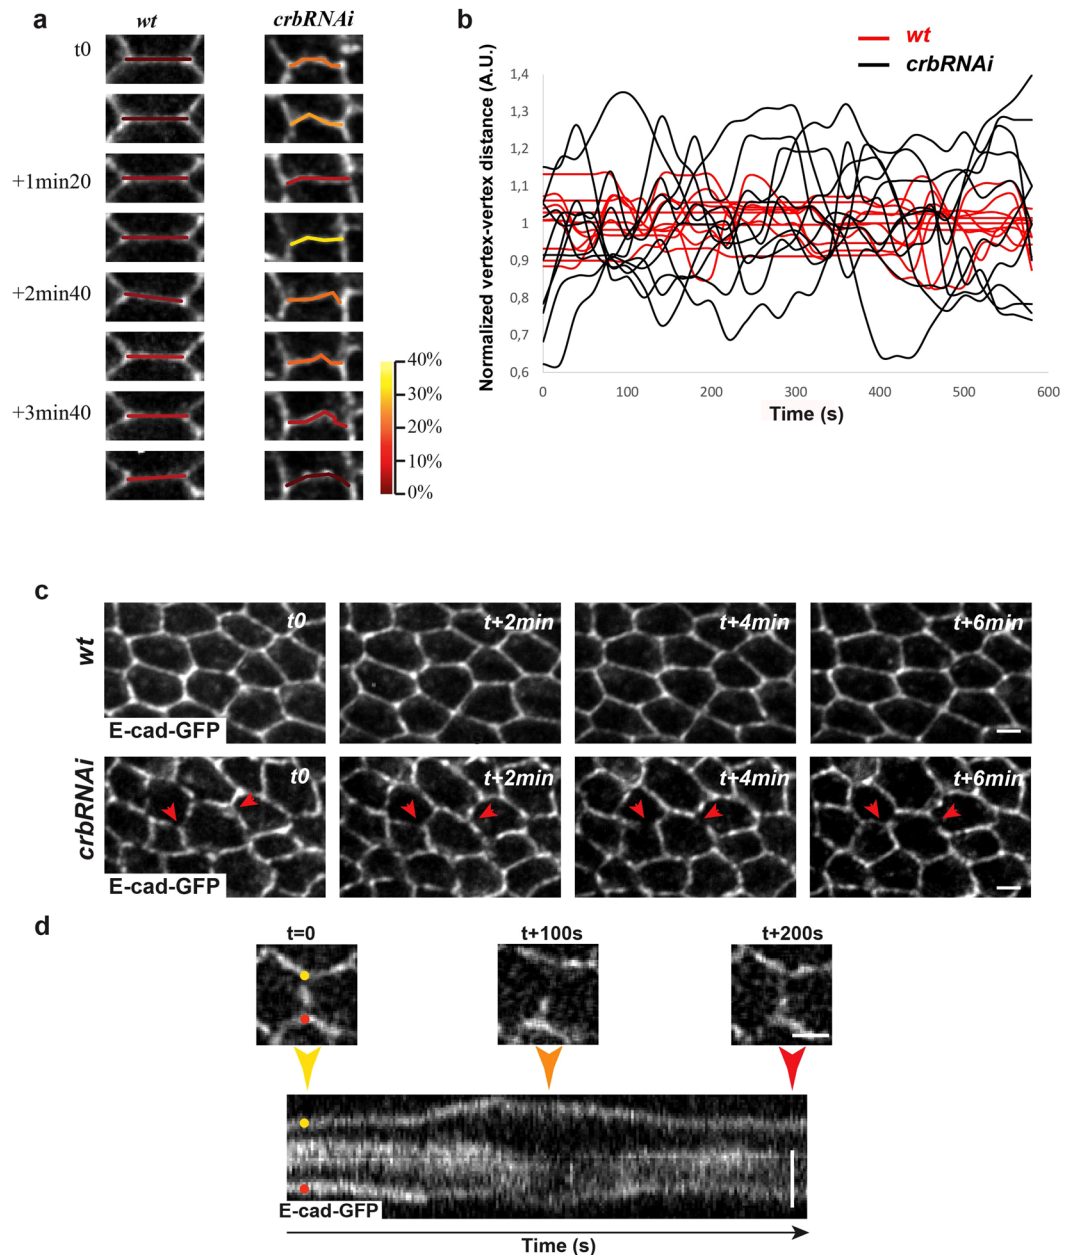 a
wt
crbRNAi
t0
+1min20
+2min40
+3min40
40%
30%
20%
10%
0%
b
wt
crbRNAi
Normalized vertex-vertex distance (A.U.)
1,4
1,3
1,2
1,1
1
0,9
0,8
0,7
0,6
0
100
200
300
400
500
600
Time (s)
c
wt
t0
t+2min
t+4min
t+6min
E-cad-GFP
crbRNAi
t0
t+2min
t+4min
t+6min
E-cad-GFP
d
t=0
t+100s
t+200s
E-cad-GFP
Time (s)